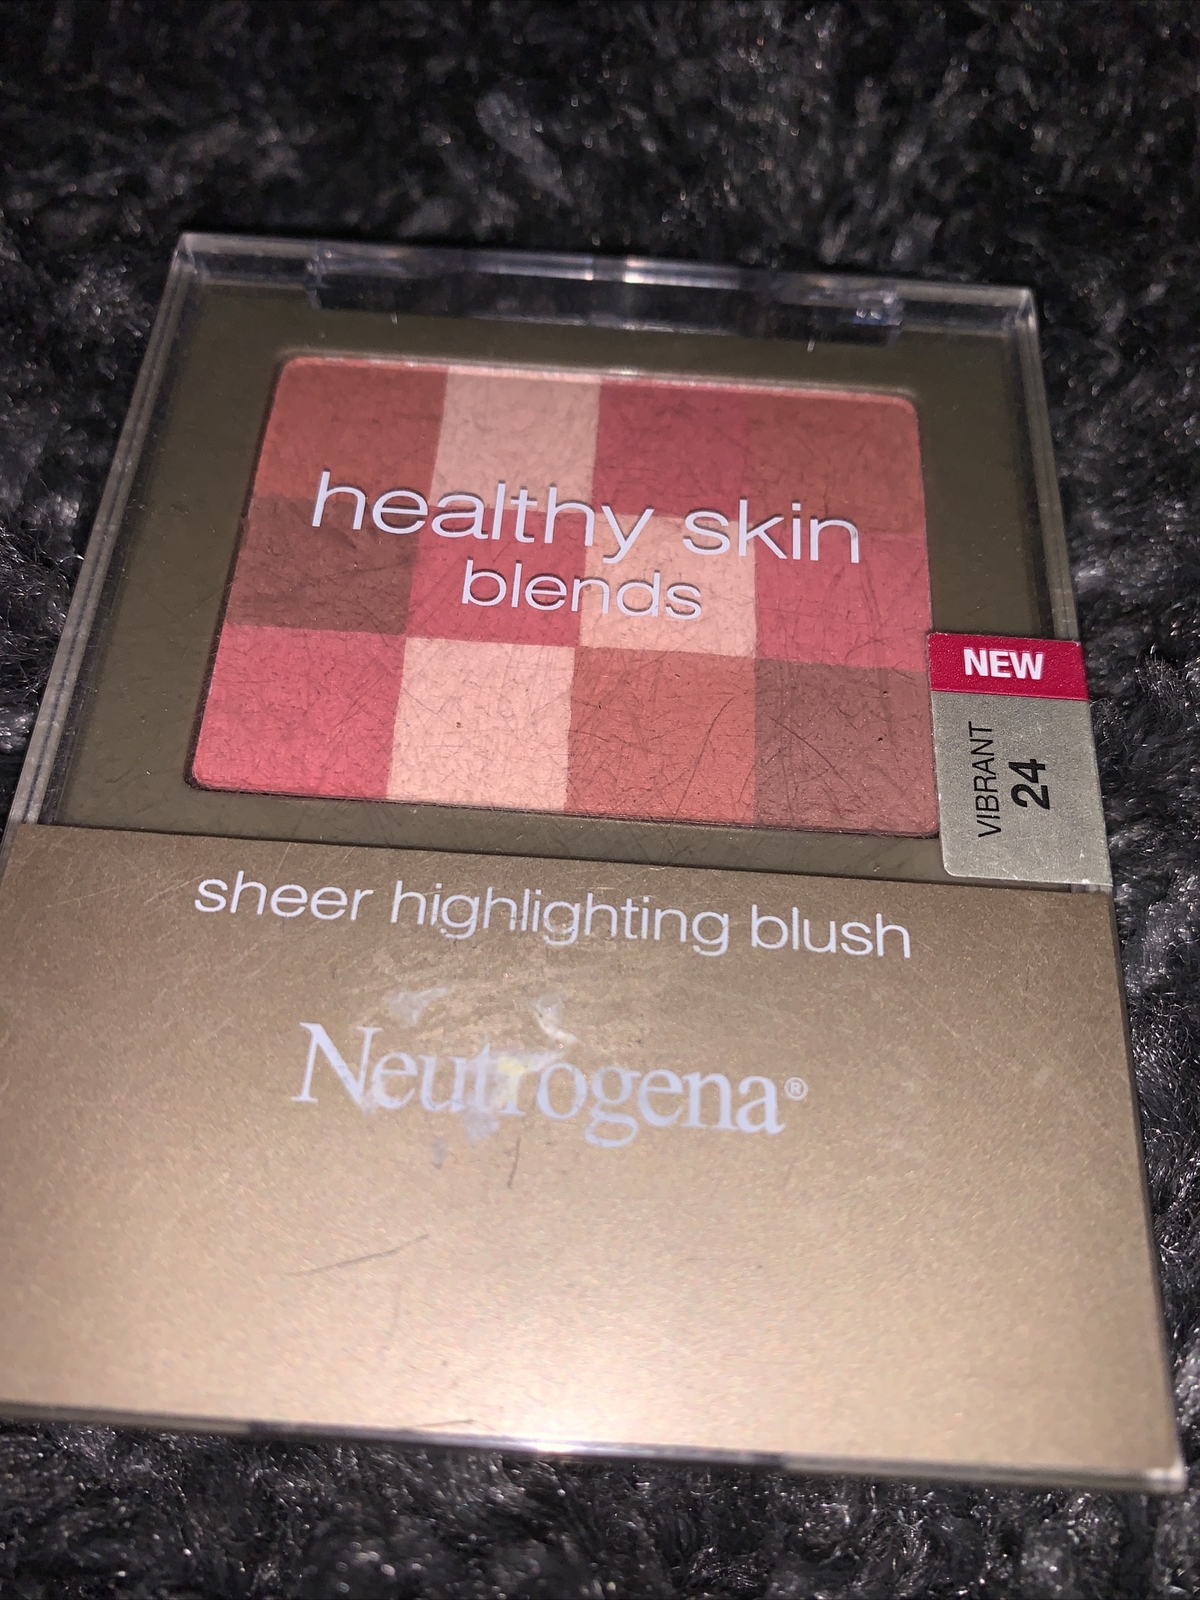 healthy skin
blends
NEW
VIBRANT
24
sheer highlighting blush
Neutrogena®